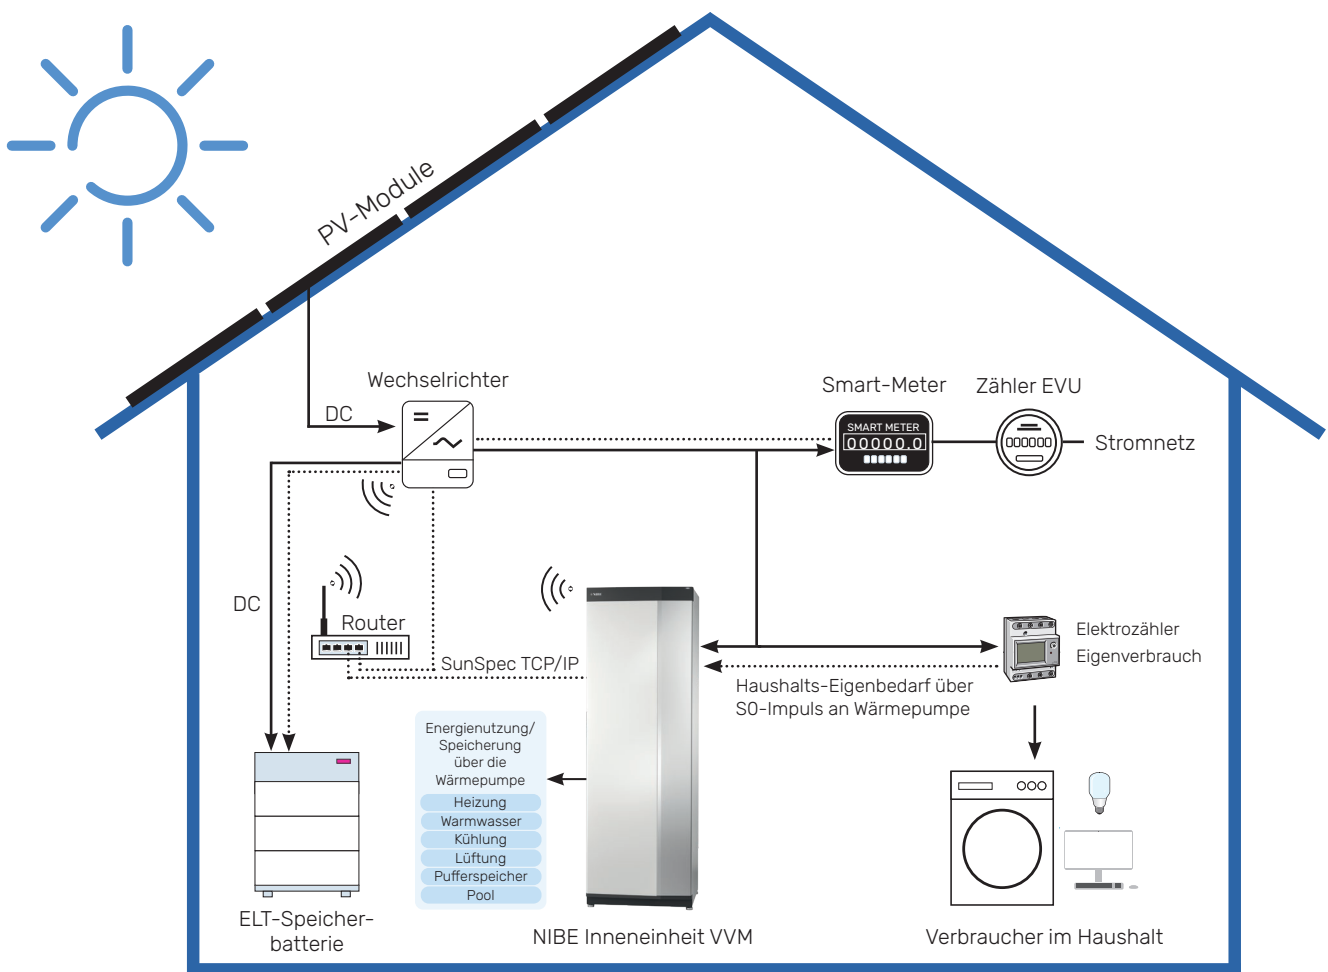 PV-Module
Wechselrichter
DC
Smart-Meter
Zähler EVU
SMART METER
00000.0
000000
Stromnetz
DC
Router
SunSpec TCP/IP
Elektrozähler
Eigenverbrauch
Haushalts-Eigenbedarf über
S0-Impuls an Wärmepumpe
Energienutzung/
Speicherung
über die
Wärmepumpe
Heizung
Warmwasser
Kühlung
Lüftung
Pufferspeicher
Pool
ELT-Speicher-
batterie
NIBE Inneneinheit VVM
Verbraucher im Haushalt